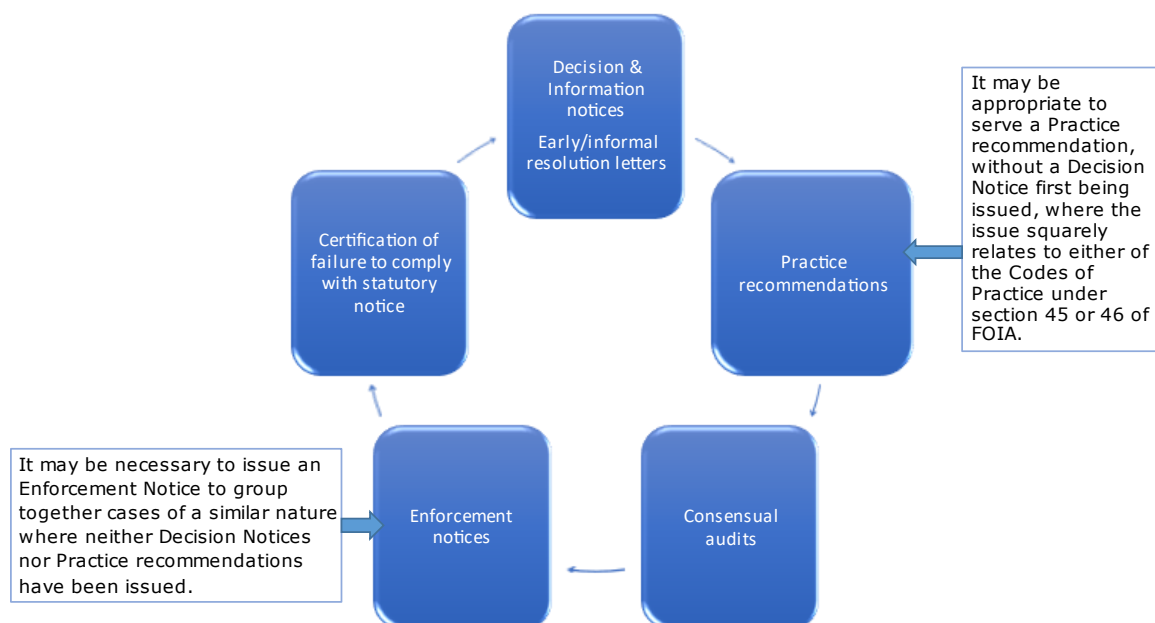 Decision &
Information
notices
Early/informal
resolution letters
It may be
appropriate to
serve a Practice
recommendation,
without a Decision
Notice first being
issued, where the
issue squarely
relates to either of
the Codes of
Practice under
section 45 or 46 of
FOIA.
Practice
recommendations
Consensual
audits
Enforcement
notices
It may be necessary to issue an
Enforcement Notice to group
together cases of a similar nature
where neither Decision Notices
nor Practice recommendations
have been issued.
Certification of
failure to comply
with statutory
notice